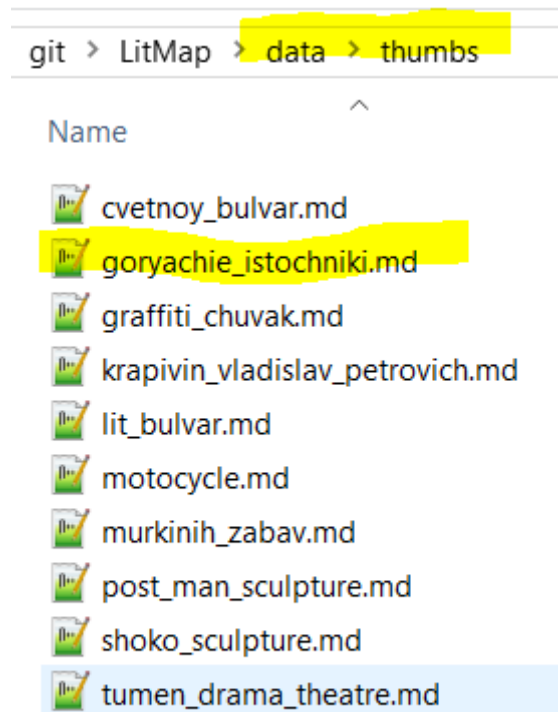 git > LitMap > data > thumbs
Name
cvetnoy_bulvar.md
goryachie_istochniki.md
graffiti_chuvak.md
krapivin_vladislav_petrovich.md
lit_bulvar.md
motocycle.md
murkinih_zabav.md
post_man_sculpture.md
shoko_sculpture.md
tumen_drama_theatre.md